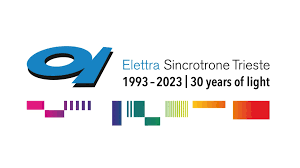 Elettra Sincrotrone Trieste
1993-2023 | 30 years of light